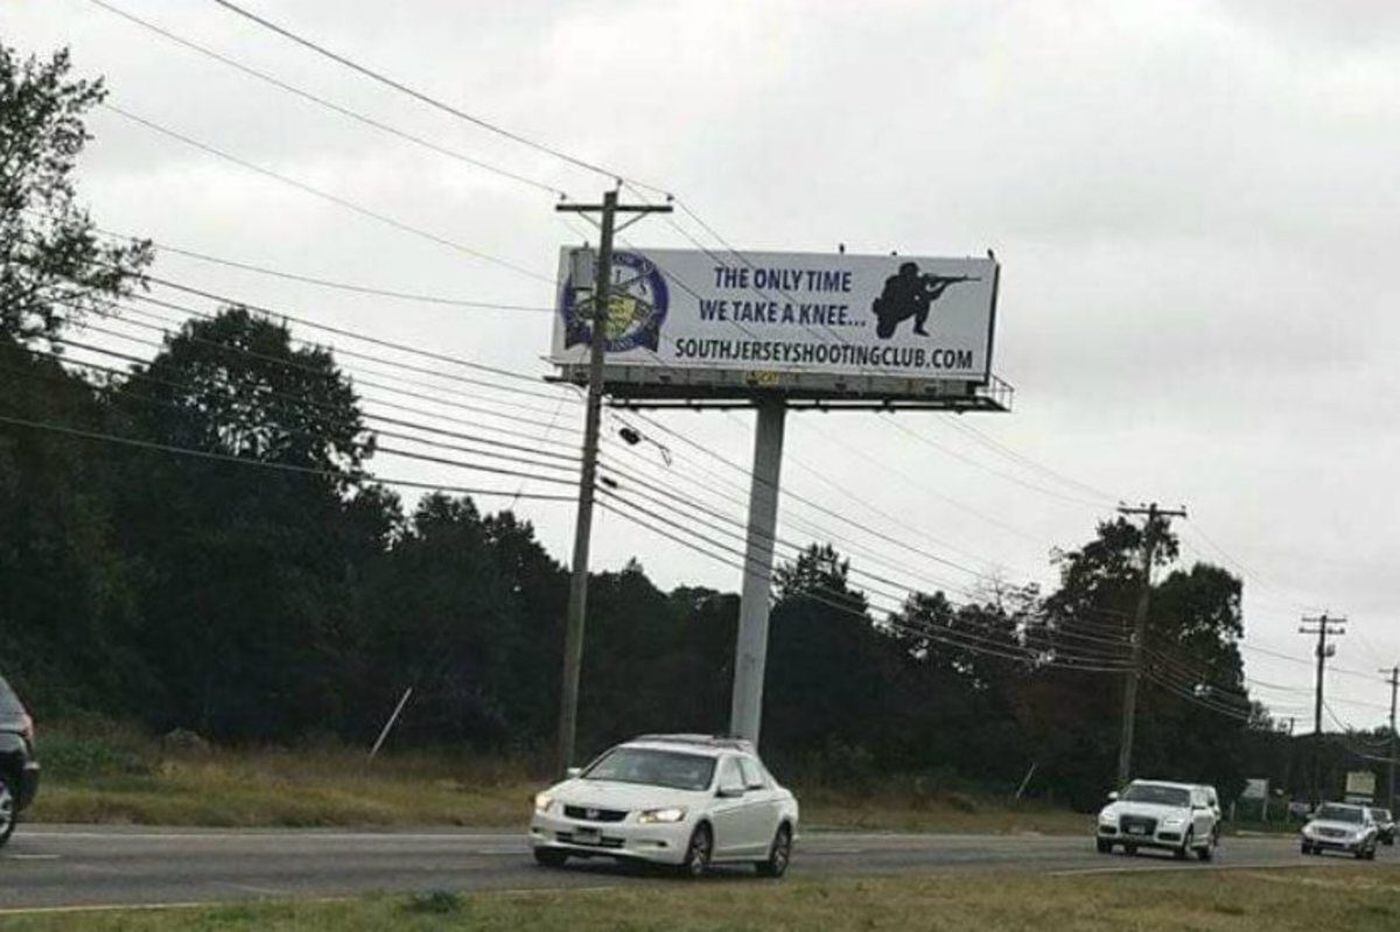 THE ONLY TIME
WE TAKE A KNEE...
SOUTHJERSEYSHOOTINGCLUB.COM